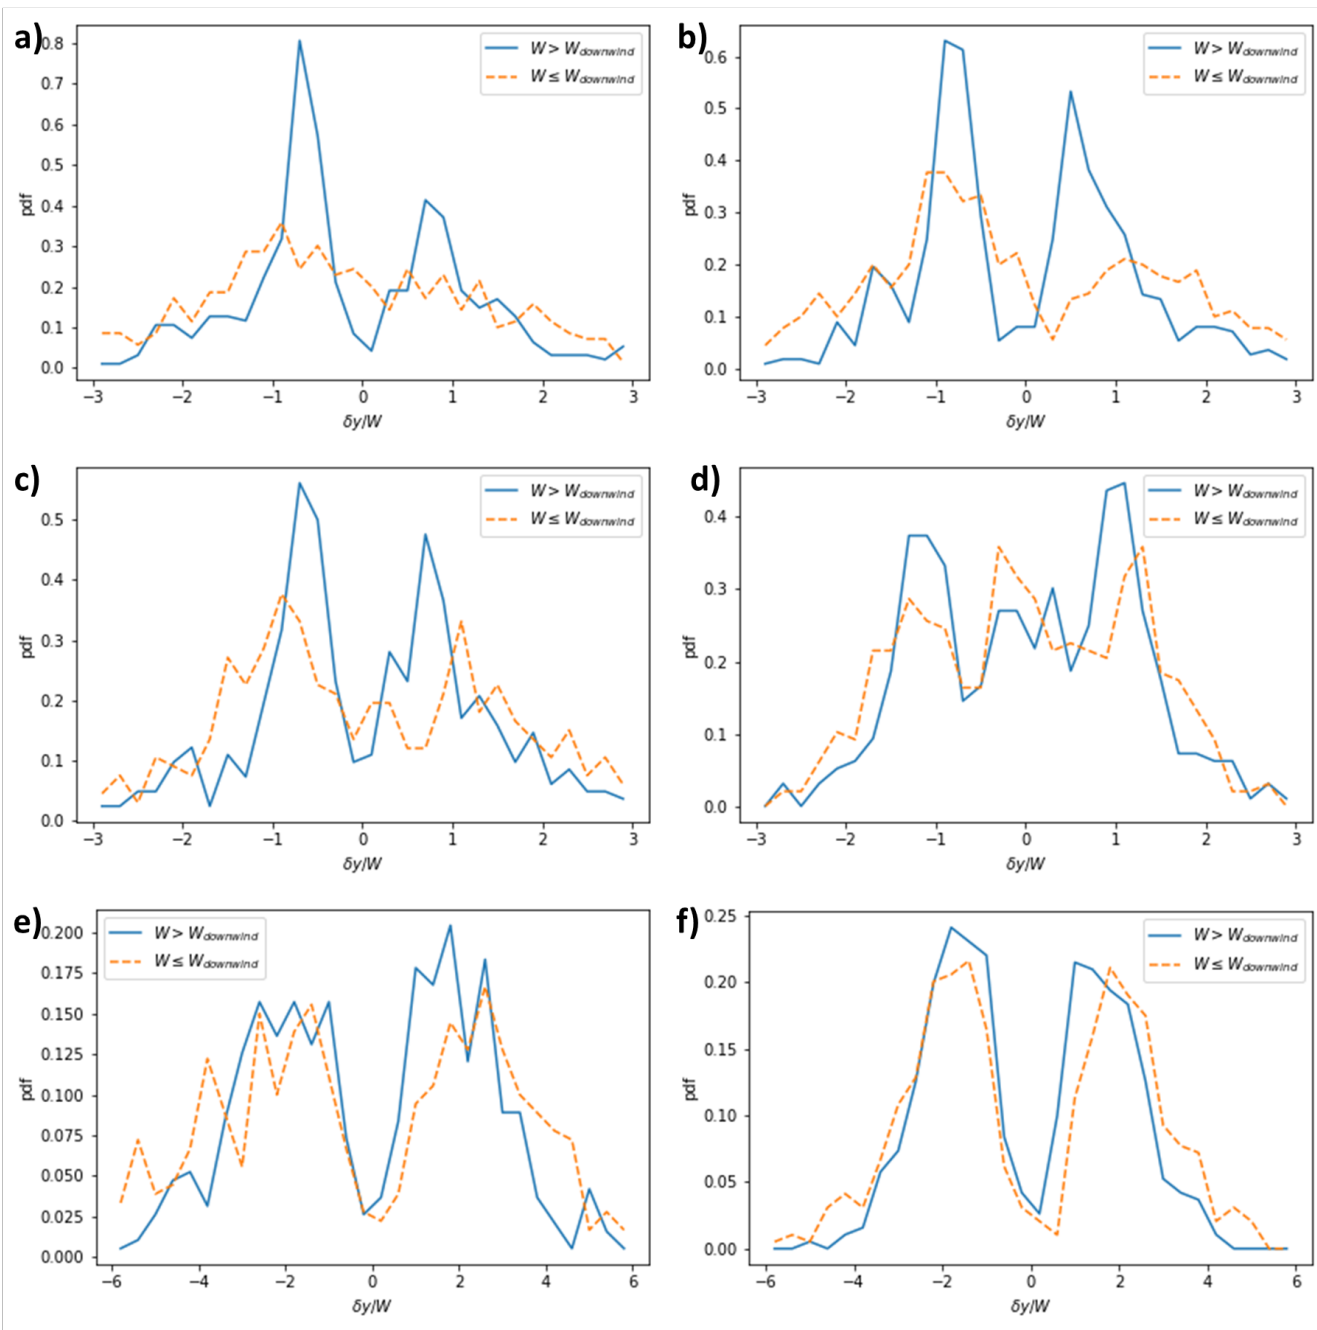 a)
0.8
0.7
0.6
0.5
0.4
0.3
0.2
0.1
0.0
pdf
W > W_downwind
W ≤ W_downwind
−3 −2 −1 0 1 2 3
δy/W
b)
0.6
0.5
0.4
0.3
0.2
0.1
0.0
pdf
W > W_downwind
W ≤ W_downwind
−3 −2 −1 0 1 2 3
δy/W
c)
0.5
0.4
0.3
0.2
0.1
0.0
pdf
W > W_downwind
W ≤ W_downwind
−3 −2 −1 0 1 2 3
δy/W
d)
0.4
0.3
0.2
0.1
0.0
pdf
W > W_downwind
W ≤ W_downwind
−3 −2 −1 0 1 2 3
δy/W
e)
0.200
0.175
0.150
0.125
0.100
0.075
0.050
0.025
0.000
pdf
W > W_downwind
W ≤ W_downwind
−6 −4 −2 0 2 4 6
δy/W
f)
0.25
0.20
0.15
0.10
0.05
0.00
pdf
W > W_downwind
W ≤ W_downwind
−6 −4 −2 0 2 4 6
δy/W